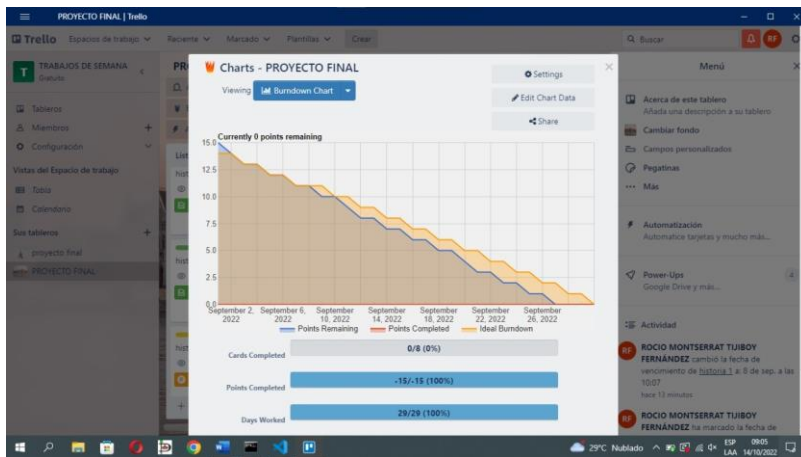 PROYECTO FINAL | Trello
Trello Espacios de trabajo Reciente Marcado Plantillas Crear
Buscar
RF
T TRABAJOS DE SEMANA
Gratuito
Tableros
Miembros
Configuración
Vistas del Espacio de trabajo
Tabla
Calendario
Sus tableros
proyecto final
PROYECTO FINAL
Charts - PROYECTO FINAL
Viewing Burndown Chart
Settings
Edit Chart Data
Share
Currently 0 points remaining
15.0
12.5
10.0
7.5
5.0
2.5
0.0
September 2, 2022
September 6, 2022
September 10, 2022
September 14, 2022
September 18, 2022
September 22, 2022
September 26, 2022
Points Remaining Points Completed Ideal Burndown
Cards Completed 0/8 (0%)
Points Completed -15/-15 (100%)
Days Worked 29/29 (100%)
Menú
Acerca de este tablero
Añada una descripción a su tablero
Cambiar fondo
Campos personalizados
Pegatinas
Más
Automatización
Automatice tarjetas y mucho más...
Power-Ups
Google Drive y más...
4
Actividad
RF ROCIO MONTSERRAT TIJIBOY
FERNÁNDEZ cambió la fecha de
vencimiento de historia 1 a: 8 de sep. a las
10:07
hace 13 minutos
RF ROCIO MONTSERRAT TIJIBOY
FERNÁNDEZ ha marcado la fecha de
29°C Nublado
ESP
LAA
09:05
14/10/2022